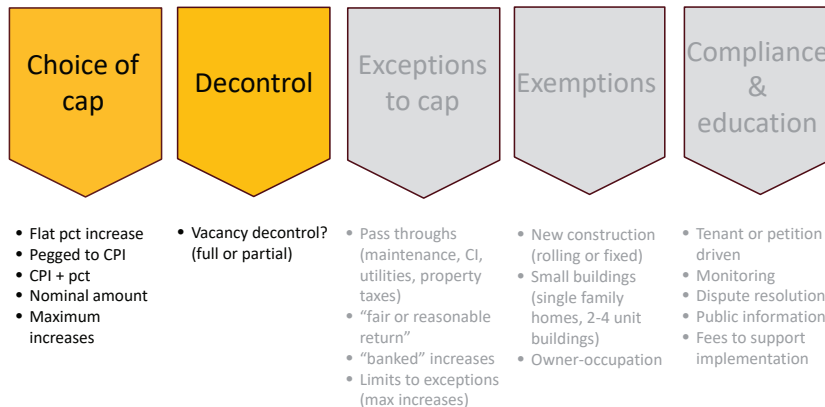 Choice of
cap
Decontrol
Exceptions
to cap
Exemptions
Compliance
&
education
• Flat pct increase
• Pegged to CPI
• CPI + pct
• Nominal amount
• Maximum
increases
• Vacancy decontrol?
(full or partial)
• Pass throughs
(maintenance, CI,
utilities, property
taxes)
• “fair or reasonable
return”
• “banked” increases
• Limits to exceptions
(max increases)
• New construction
(rolling or fixed)
• Small buildings
(single family
homes, 2-4 unit
buildings)
• Owner-occupation
• Tenant or petition
driven
• Monitoring
• Dispute resolution
• Public information
• Fees to support
implementation